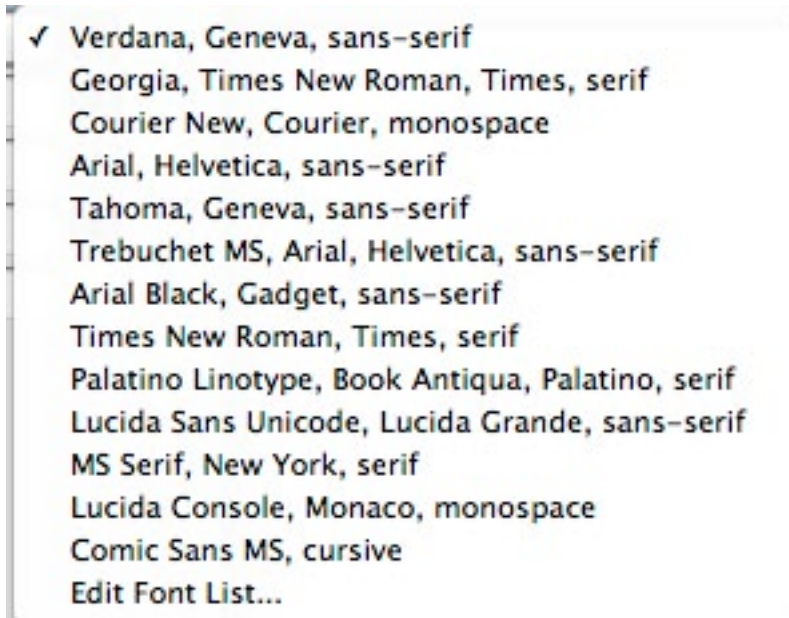 ✓ Verdana, Geneva, sans-serif
Georgia, Times New Roman, Times, serif
Courier New, Courier, monospace
Arial, Helvetica, sans-serif
Tahoma, Geneva, sans-serif
Trebuchet MS, Arial, Helvetica, sans-serif
Arial Black, Gadget, sans-serif
Times New Roman, Times, serif
Palatino Linotype, Book Antiqua, Palatino, serif
Lucida Sans Unicode, Lucida Grande, sans-serif
MS Serif, New York, serif
Lucida Console, Monaco, monospace
Comic Sans MS, cursive
Edit Font List...